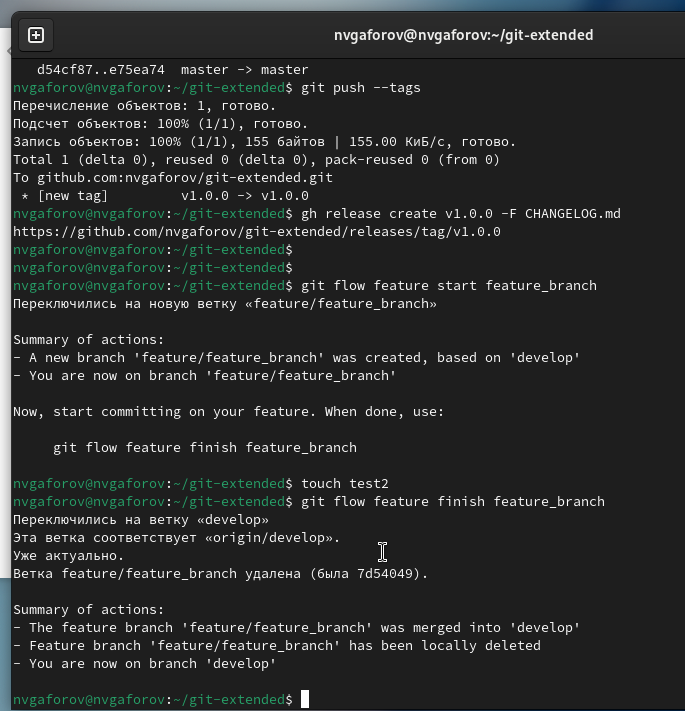 nvgaforov@nvgaforov:~/git-extended
d54cf87..e75ea74  master -> master
nvgaforov@nvgaforov:~/git-extended$ git push --tags
Перечисление объектов: 1, готово.
Подсчет объектов: 100% (1/1), готово.
Запись объектов: 100% (1/1), 155 байтов | 155.00 КиБ/с, готово.
Total 1 (delta 0), reused 0 (delta 0), pack-reused 0 (from 0)
To github.com:nvgaforov/git-extended.git
 * [new tag]         v1.0.0 -> v1.0.0
nvgaforov@nvgaforov:~/git-extended$ gh release create v1.0.0 -F CHANGELOG.md
https://github.com/nvgaforov/git-extended/releases/tag/v1.0.0
nvgaforov@nvgaforov:~/git-extended$
nvgaforov@nvgaforov:~/git-extended$
nvgaforov@nvgaforov:~/git-extended$ git flow feature start feature_branch
Переключились на новую ветку «feature/feature_branch»
Summary of actions:
- A new branch 'feature/feature_branch' was created, based on 'develop'
- You are now on branch 'feature/feature_branch'
Now, start committing on your feature. When done, use:
     git flow feature finish feature_branch
nvgaforov@nvgaforov:~/git-extended$ touch test2
nvgaforov@nvgaforov:~/git-extended$ git flow feature finish feature_branch
Переключились на ветку «develop»
Эта ветка соответствует «origin/develop».
Уже актуально.
Ветка feature/feature_branch удалена (была 7d54049).
Summary of actions:
- The feature branch 'feature/feature_branch' was merged into 'develop'
- Feature branch 'feature/feature_branch' has been locally deleted
- You are now on branch 'develop'
nvgaforov@nvgaforov:~/git-extended$